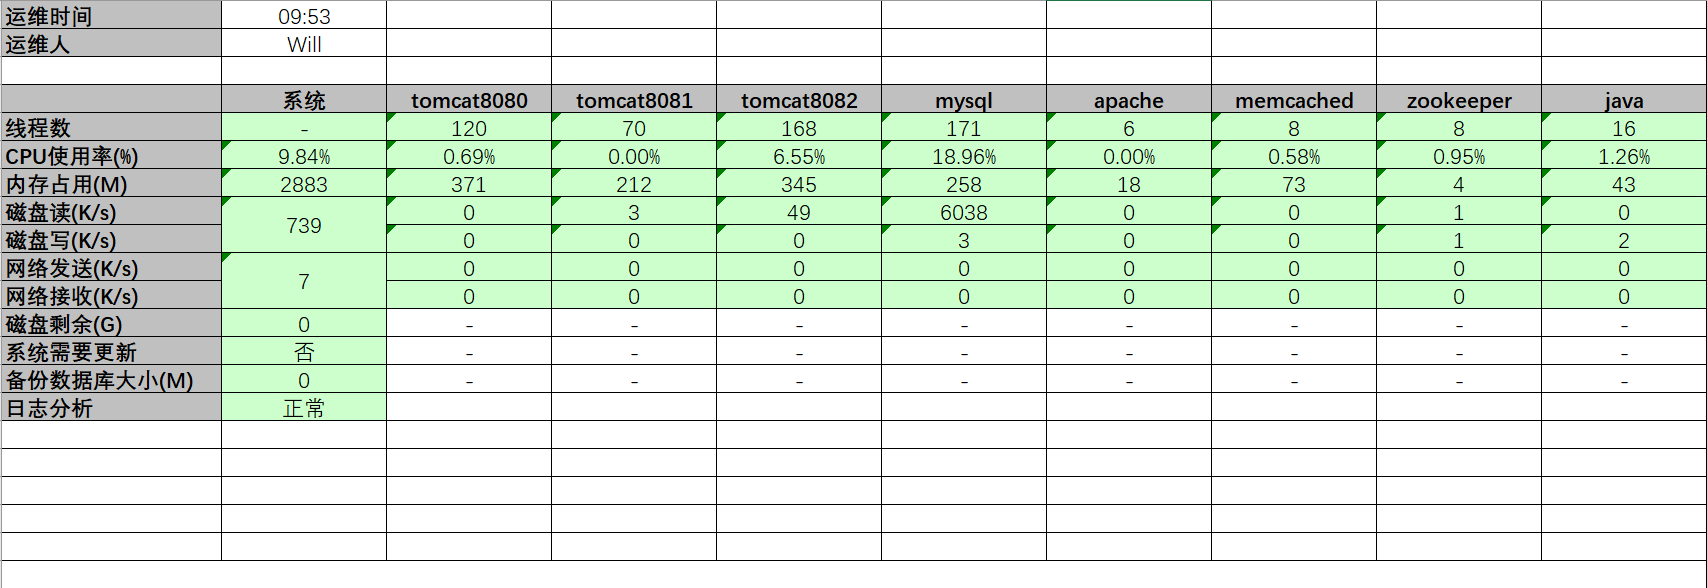 运维时间 09:53
运维人 Will
系统 tomcat8080 tomcat8081 tomcat8082 mysql apache memcached zookeeper java
线程数 - 120 70 168 171 6 8 8 16
CPU使用率(%) 9.84% 0.69% 0.00% 6.55% 18.96% 0.00% 0.58% 0.95% 1.26%
内存占用(M) 2883 371 212 345 258 18 73 4 43
磁盘读(K/s) 739 0 3 49 6038 0 0 1 0
磁盘写(K/s) 0 0 0 3 0 0 1 2
网络发送(K/s) 7 0 0 0 0 0 0 0 0
网络接收(K/s) 0 0 0 0 0 0 0 0
磁盘剩余(G) 0 - - - - - - - -
系统需要更新 否 - - - - - - - -
备份数据库大小(M) 0 - - - - - - - -
日志分析 正常